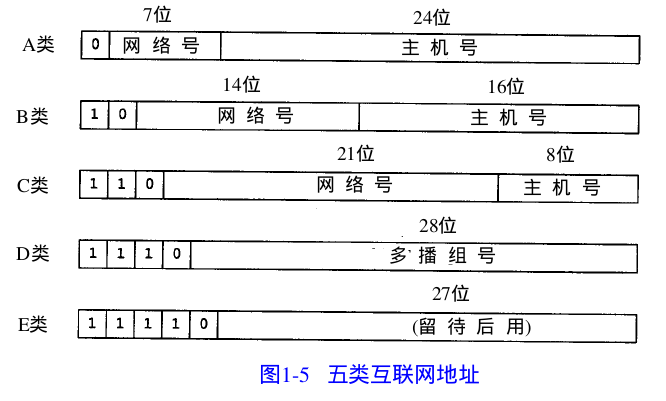 7位 24位
A类 0 网 络 号 主 机 号
14位 16位
B类 1 0 网 络 号 主 机 号
21位 8位
C类 1 1 0 网 络 号 主 机 号
28位
D类 1 1 1 0 多 播 组 号
27位
E类 1 1 1 1 0 (留 待 后 用)
图1-5 五类互联网地址